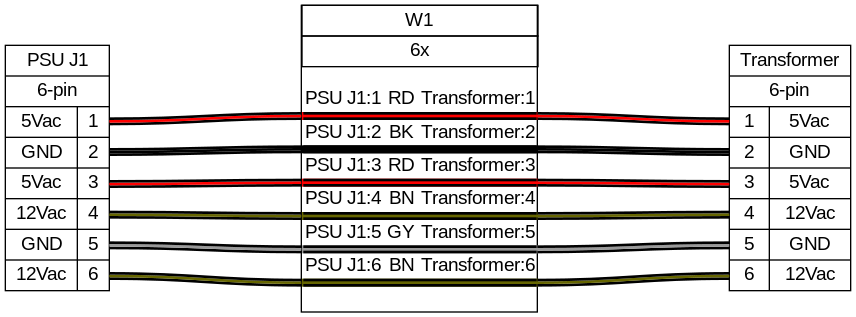 W1
6x
PSU J1
6-pin
5Vac 1
GND 2
5Vac 3
12Vac 4
GND 5
12Vac 6
PSU J1:1 RD Transformer:1
PSU J1:2 BK Transformer:2
PSU J1:3 RD Transformer:3
PSU J1:4 BN Transformer:4
PSU J1:5 GY Transformer:5
PSU J1:6 BN Transformer:6
Transformer
6-pin
1 5Vac
2 GND
3 5Vac
4 12Vac
5 GND
6 12Vac